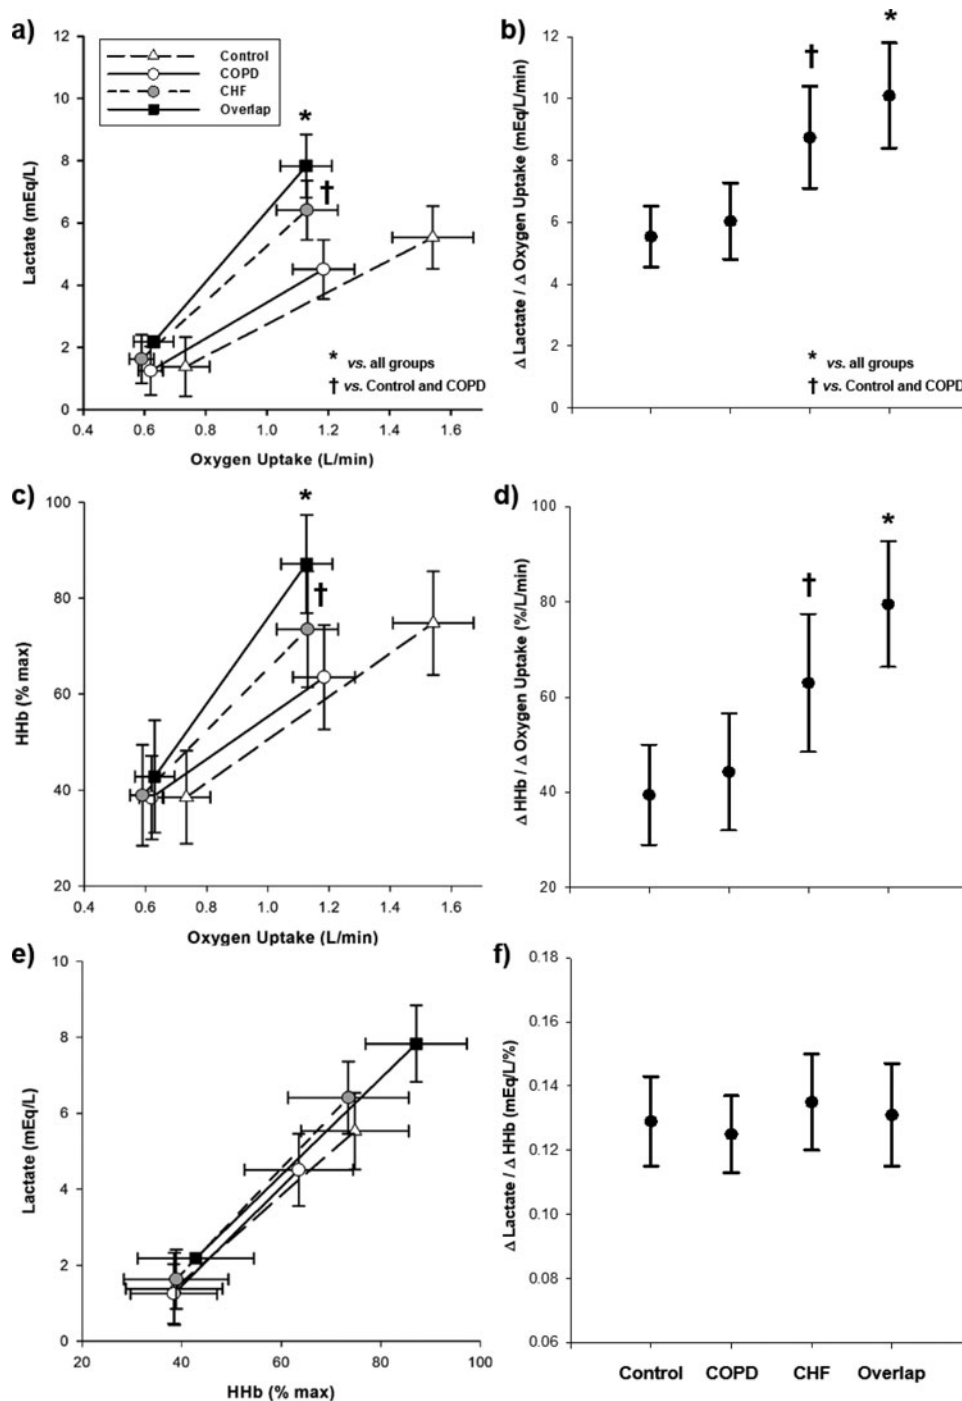 a)
Control
COPD
CHF
Overlap
*
†
* vs. all groups
† vs. Control and COPD
Lactate (mEq/L)
12
10
8
6
4
2
0
0.4 0.6 0.8 1.0 1.2 1.4 1.6
Oxygen Uptake (L/min)
b)
*
†
* vs. all groups
† vs. Control and COPD
Δ Lactate / Δ Oxygen Uptake (mEq/L/min)
12
10
8
6
4
2
0
c)
*
†
HHb (% max)
100
80
60
40
20
0.4 0.6 0.8 1.0 1.2 1.4 1.6
Oxygen Uptake (L/min)
d)
*
†
Δ HHb / Δ Oxygen Uptake (%/L/min)
100
80
60
40
20
e)
Lactate (mEq/L)
10
8
6
4
2
0
20 40 60 80 100
HHb (% max)
f)
Δ Lactate / Δ HHb (mEq/L/%)
0.18
0.16
0.14
0.12
0.10
0.08
0.06
Control COPD CHF Overlap